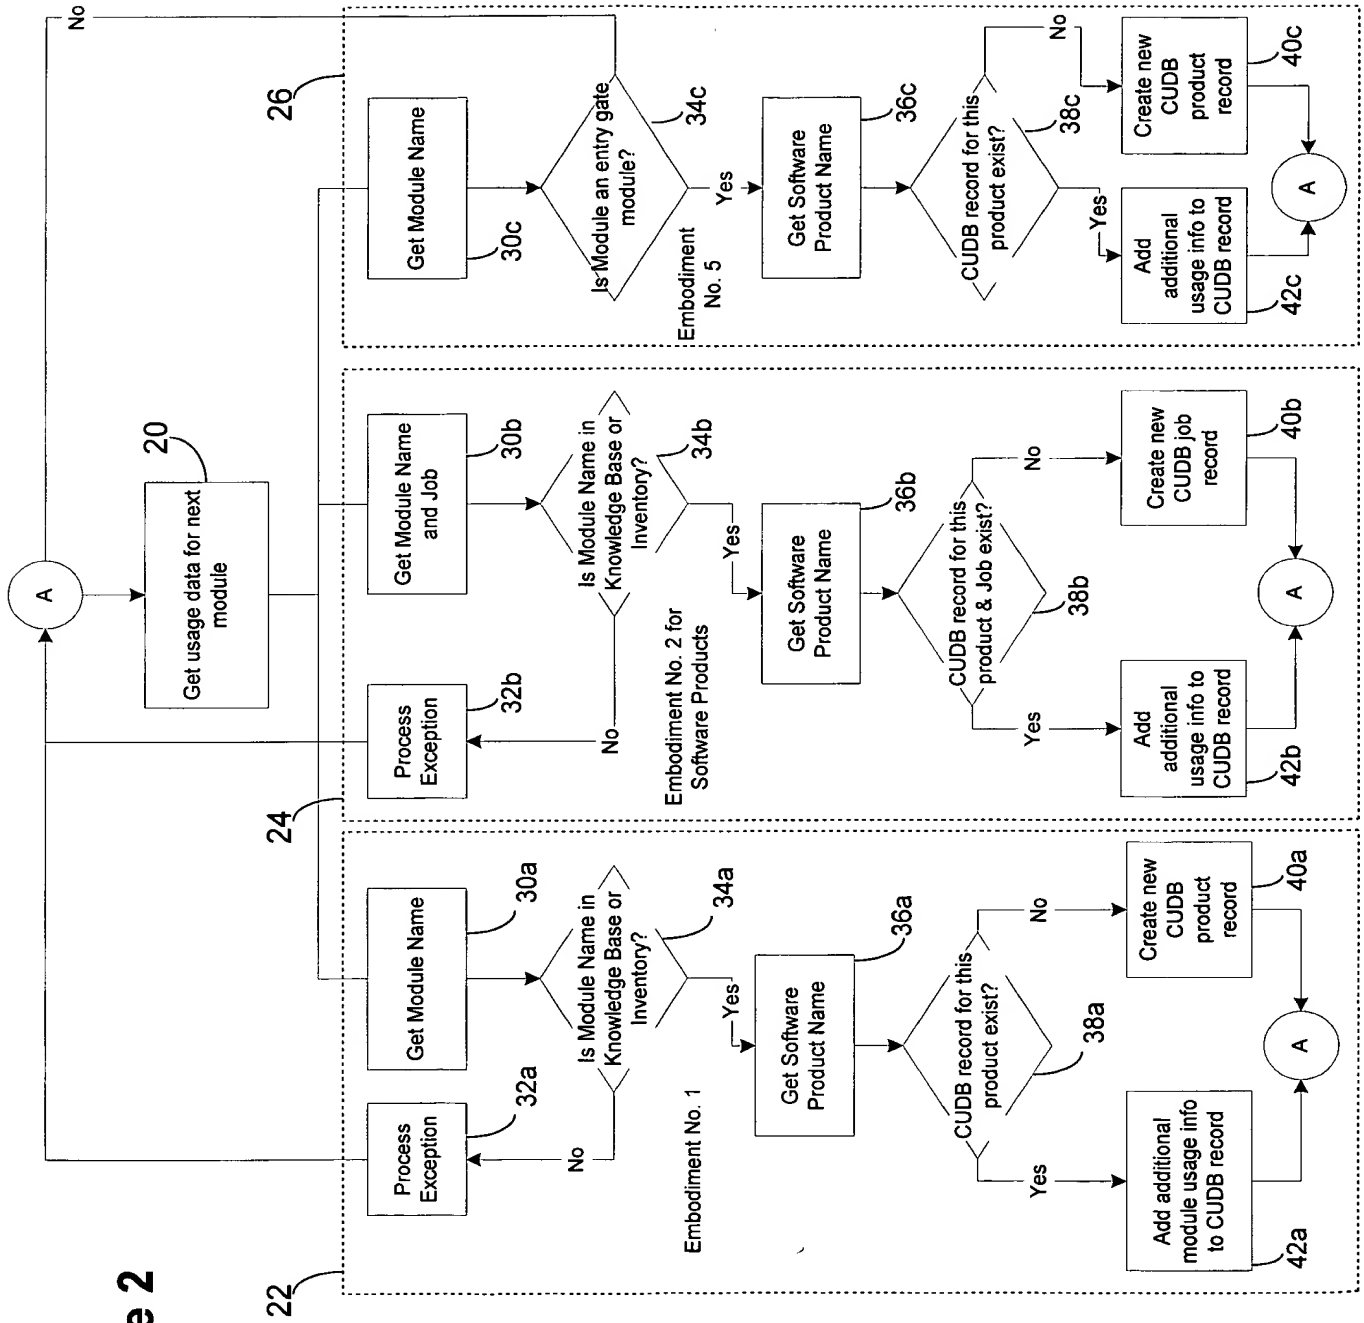 e 2
A
20
Get usage data for next
module
No
22
Get Module Name
30a
Process
Exception
32a
Is Module Name in
Knowledge Base or
Inventory?
34a
No
Yes
Embodiment No. 1
Get Software
Product Name
36a
CUDB record for this
product exist?
38a
Yes
No
Add additional
module usage info
to CUDB record
42a
Create new
CUDB
product
record
40a
A
24
Get Module Name
and Job
30b
Process
Exception
32b
Is Module Name in
Knowledge Base or
Inventory?
34b
No
Yes
Embodiment No. 2 for
Software Products
Get Software
Product Name
36b
CUDB record for this
product & Job exist?
38b
Yes
No
Add
additional
usage info to
CUDB record
42b
Create new
CUDB job
record
40b
A
26
Get Module Name
30c
Is Module an entry gate
module?
34c
Yes
Embodiment
No. 5
Get Software
Product Name
36c
CUDB record for this
product exist?
38c
Yes
No
Add
additional
usage info to
CUDB record
42c
Create new
CUDB
product
record
40c
A